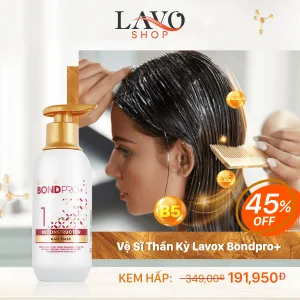 LAVO
SHOP
BONDPRO+
1
RECONSTRUCTOR
HAIR MASK
B5
45%
OFF
Vệ Sĩ Thần Kỳ Lavox Bondpro+
KEM HẤP: 349,00Đ 191,950Đ